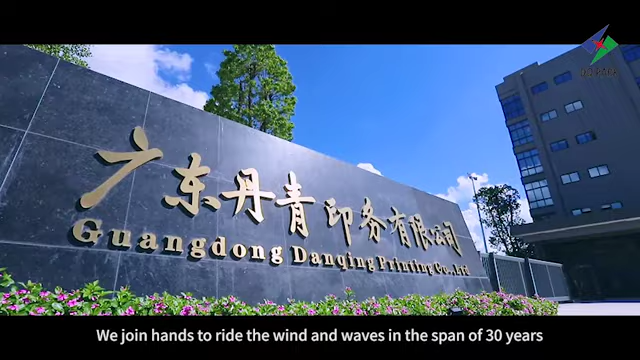 广东丹青印务有限公司
Guangdong Danqing Printing Co.,Ltd
We join hands to ride the wind and waves in the span of 30 years